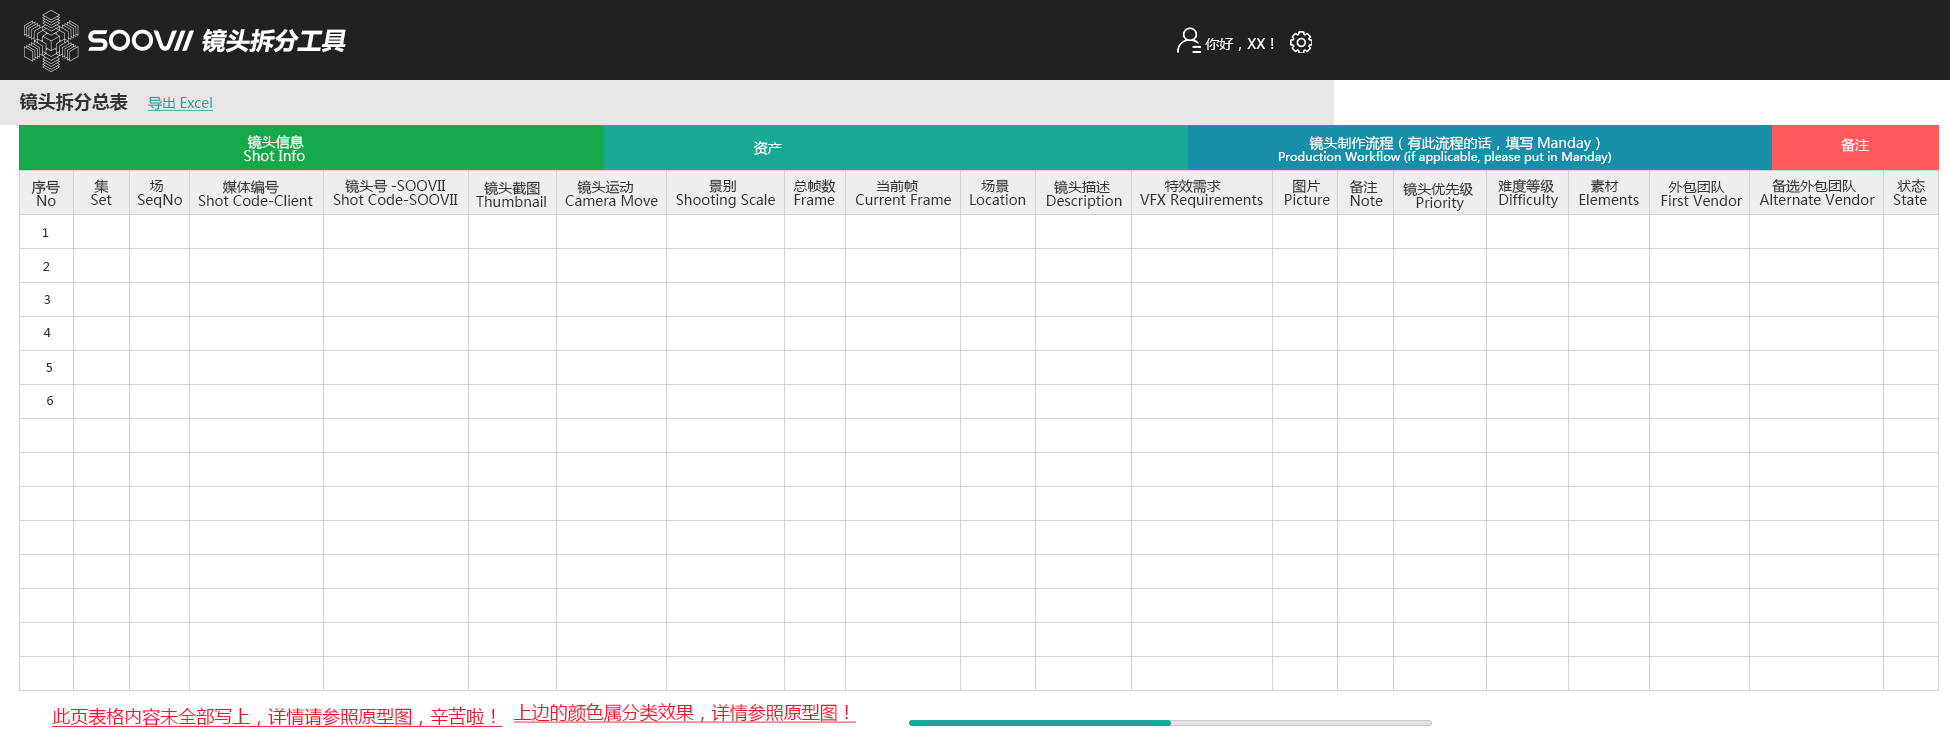 SOOVII 镜头拆分工具
你好，XX！
镜头拆分总表 导出 Excel
镜头信息
Shot Info
资产
镜头制作流程（有此流程的话，填写 Manday）
Production Workflow (if applicable, please put in Manday)
备注
序号
No
集
Set
场
SeqNo
媒体编号
Shot Code-Client
镜头号 -SOOVII
Shot Code-SOOVII
镜头截图
Thumbnail
镜头运动
Camera Move
景别
Shooting Scale
总帧数
Frame
当前帧
Current Frame
场景
Location
镜头描述
Description
特效需求
VFX Requirements
图片
Picture
备注
Note
镜头优先级
Priority
难度等级
Difficulty
素材
Elements
外包团队
First Vendor
备选外包团队
Alternate Vendor
状态
State
1
2
3
4
5
6
此页表格内容未全部写上，详情请参照原型图，辛苦啦！
上边的颜色属分类效果，详情参照原型图！